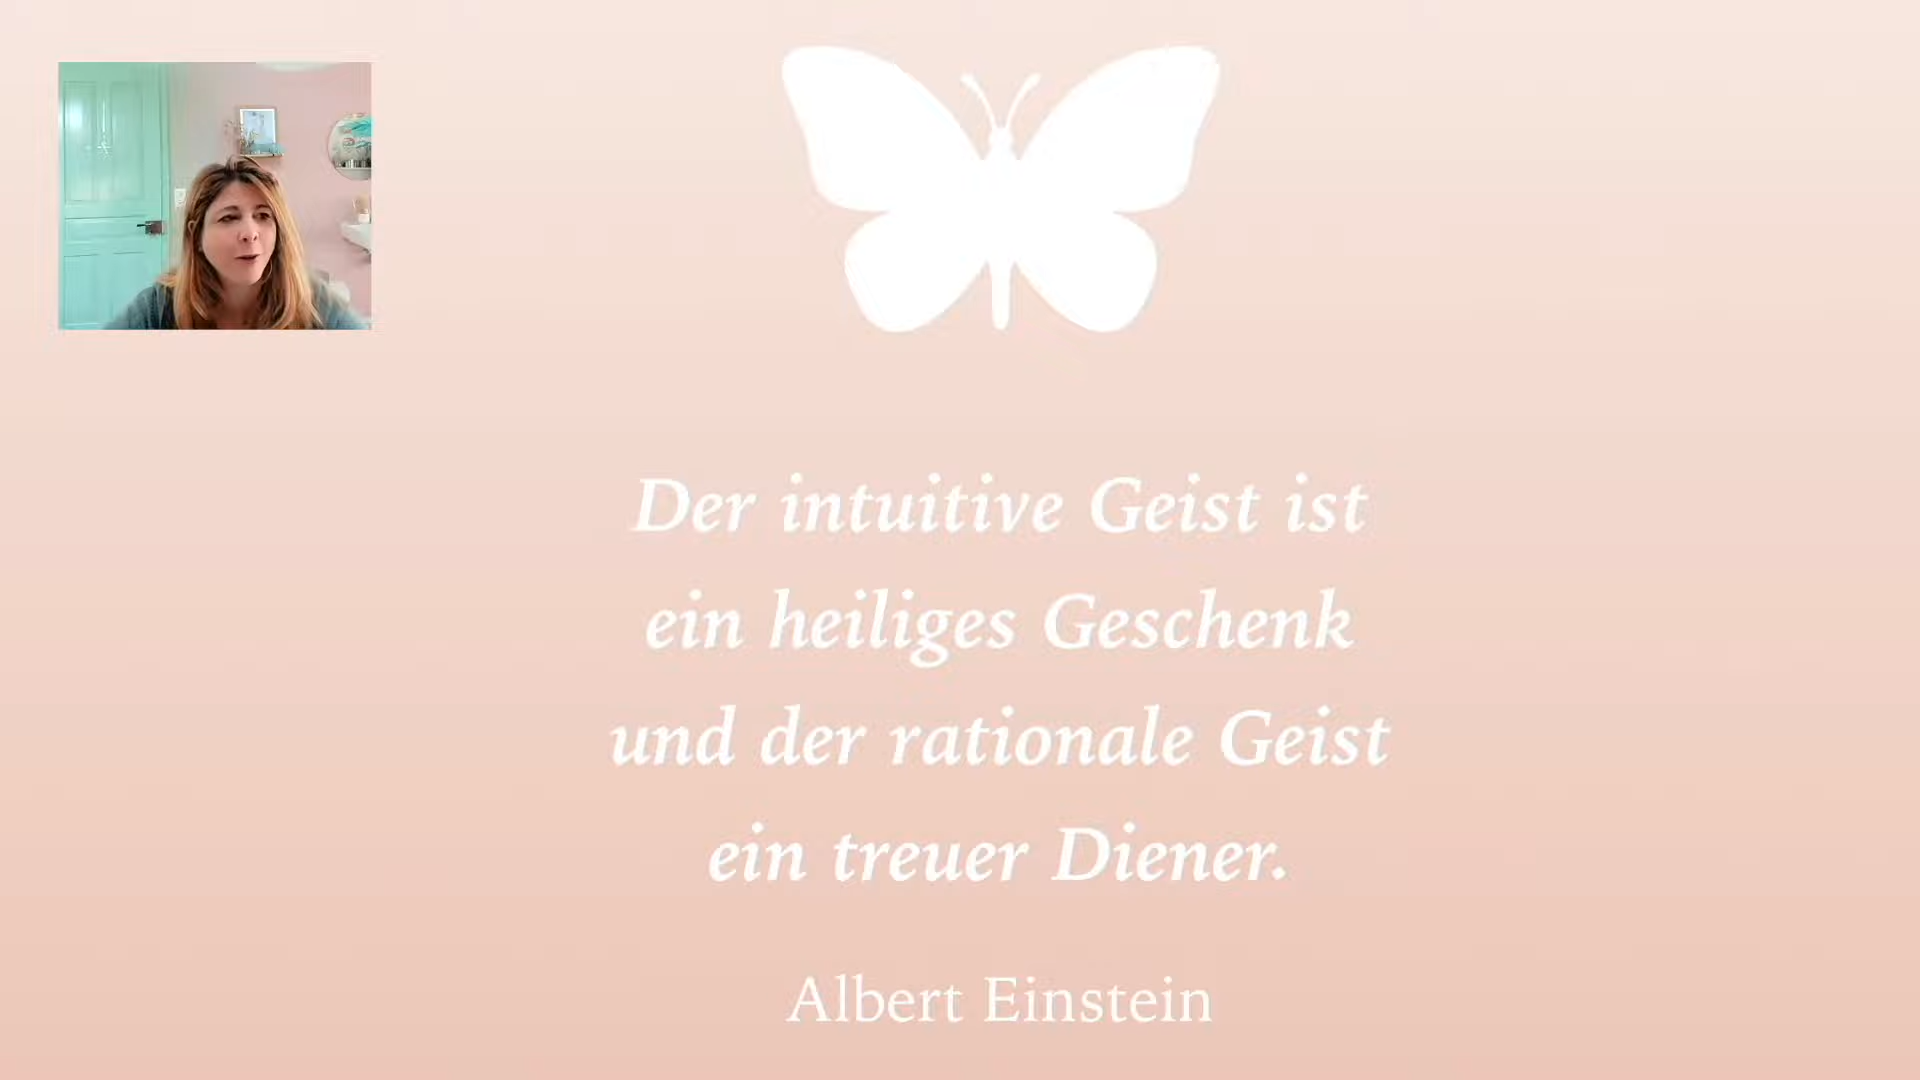 Der intuitive Geist ist
ein heiliges Geschenk
und der rationale Geist
ein treuer Diener.
Albert Einstein